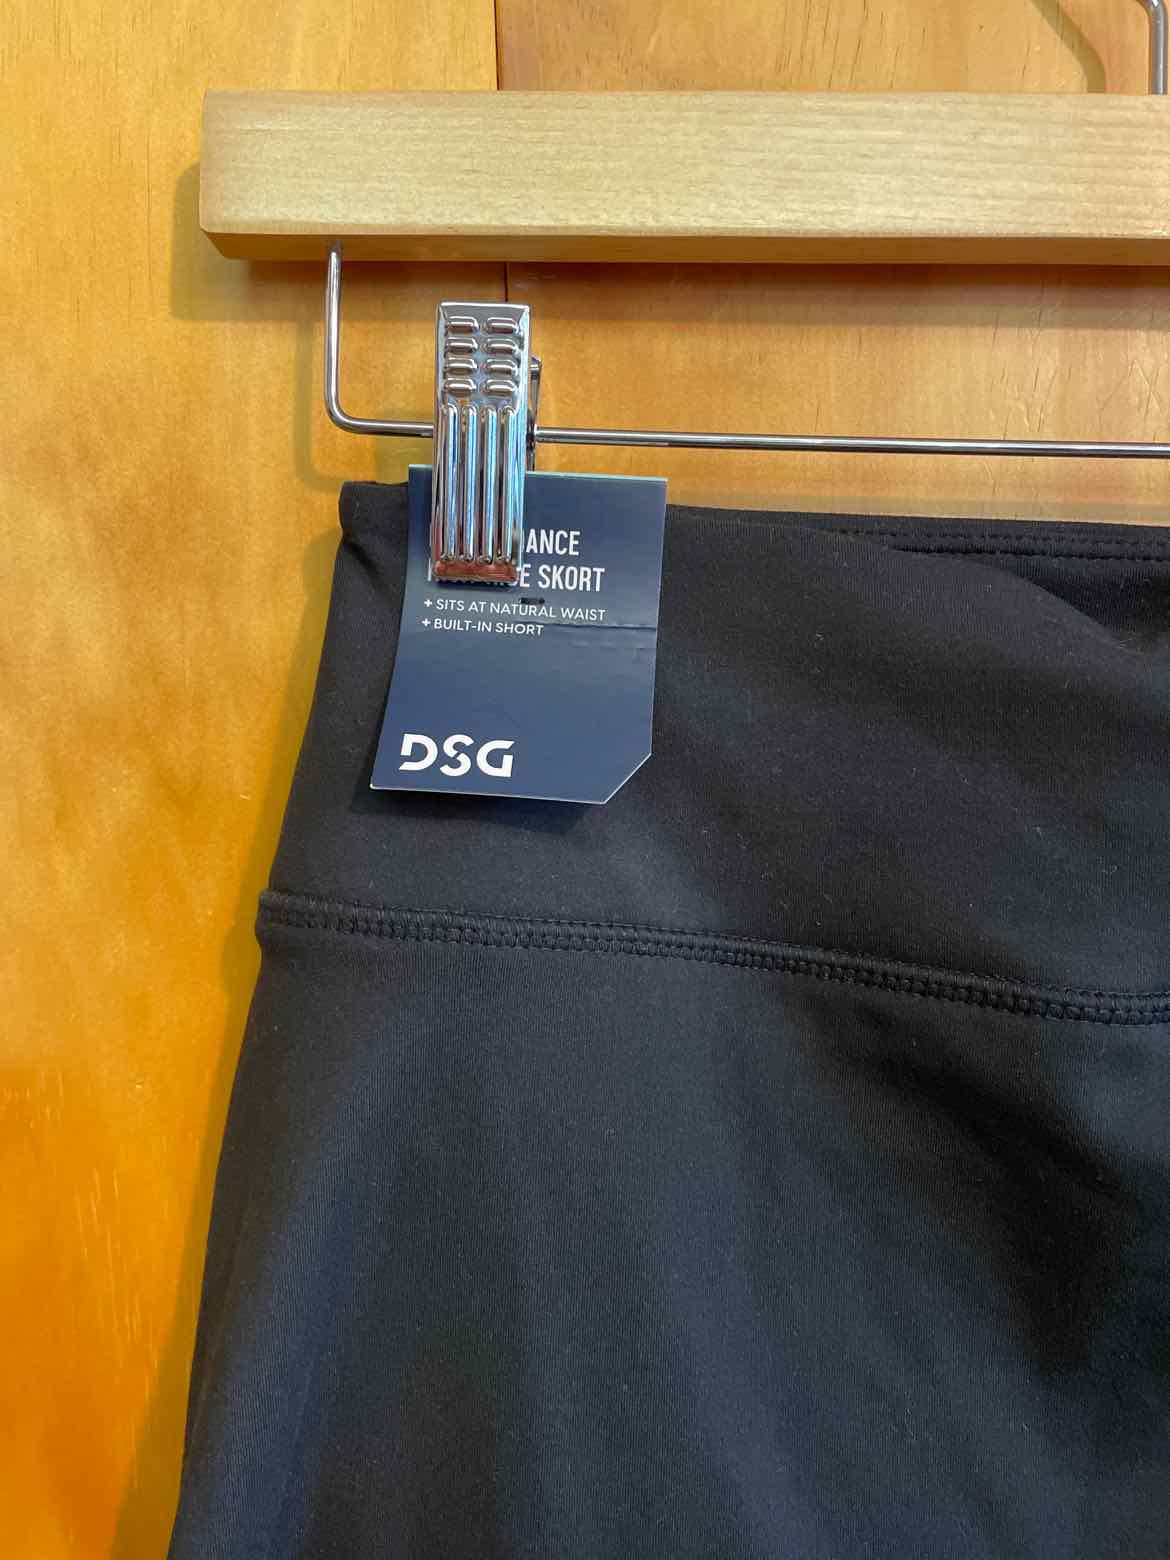 SKORT
+ SITS AT NATURAL WAIST
+ BUILT-IN SHORT
DSG